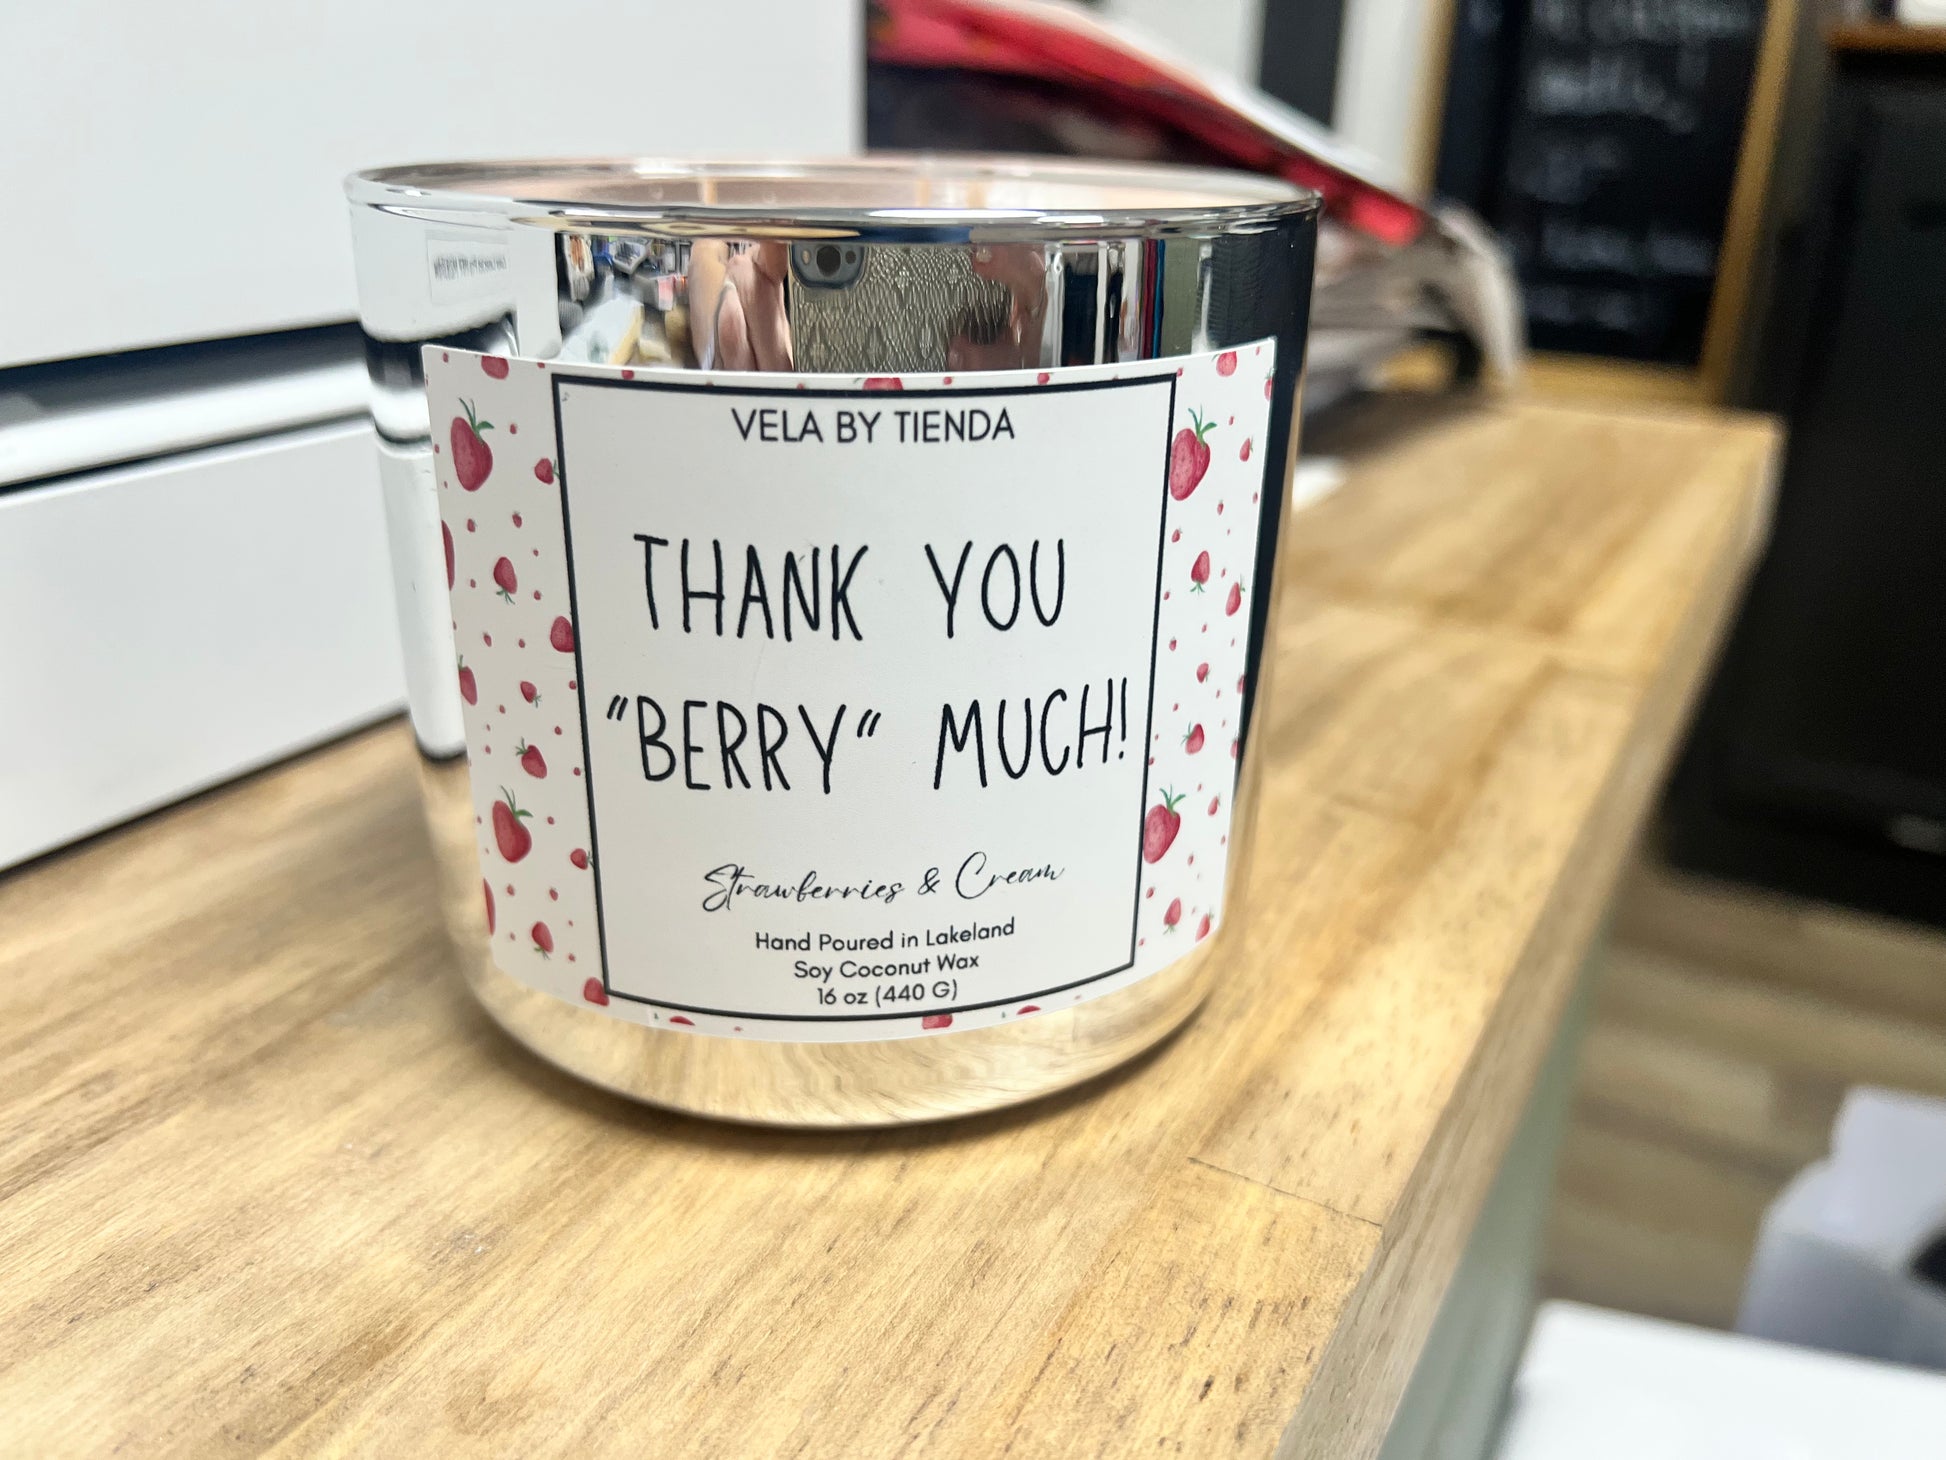 VELA BY TIENDA
THANK YOU
"BERRY" MUCH!
Strawberries & Cream
Hand Poured in Lakeland
Soy Coconut Wax
16 oz (440 G)